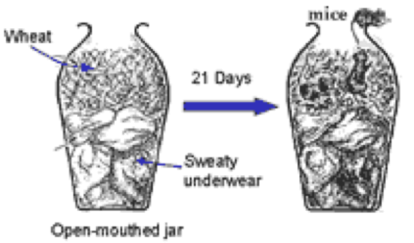 mice
Wheat
21 Days
Sweaty
underwear
Open-mouthed jar